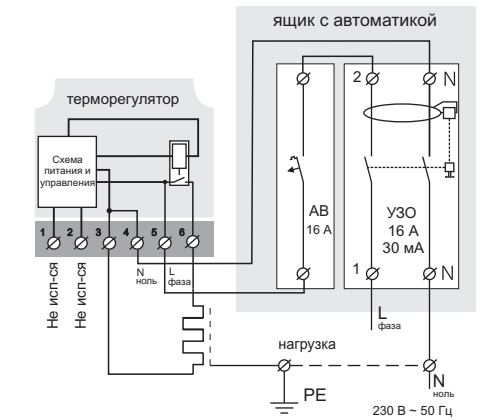 ящик с автоматикой
терморегулятор
Схема
питания и
управления
1 2 3 4 5 6
Не исп-ся
Не исп-ся
N
ноль
L
фаза
2
N
АВ
16 А
УЗО
16 А
30 мА
1
N
L
фаза
нагрузка
PE
N
ноль
230 В ~ 50 Гц